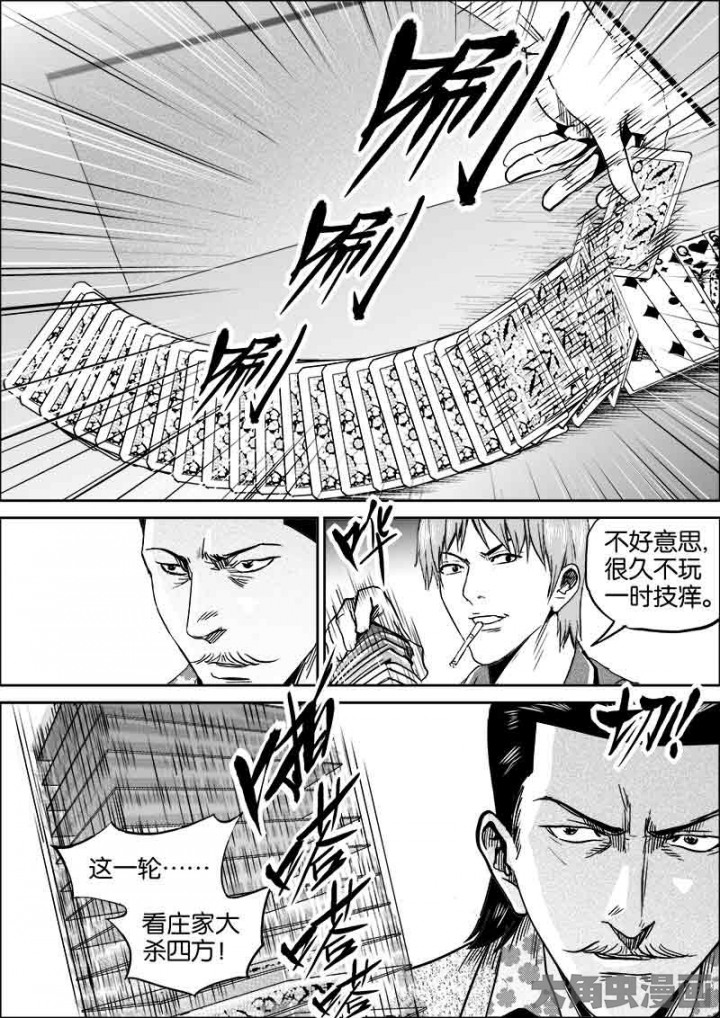 唰
唰
唰
哗
不好意思，
很久不玩
一时技痒。
啪
嗒
嗒
嗒
切!!
这一轮……
看庄家大
杀四方！
大角虫漫画